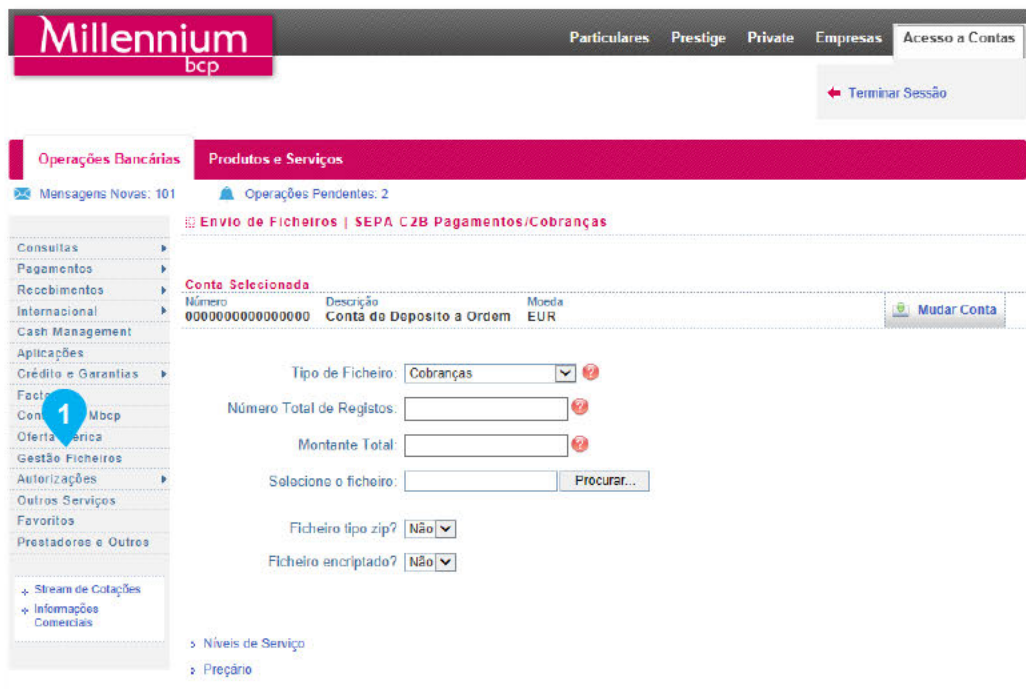 Millennium
bcp
Particulares Prestige Private Empresas Acesso a Contas
Terminar Sessão
Operações Bancárias Produtos e Serviços
Mensagens Novas: 101 Operações Pendentes: 2
Envio de Ficheiros | SEPA C2B Pagamentos/Cobranças
Consultas
Pagamentos
Recebimentos
Internacional
Cash Management
Aplicações
Crédito e Garantias
Mbcp
Oferta
Gestão Ficheiros
Autorizações
Outros Serviços
Favoritos
Prestadores e Outros
1
Stream de Cotações
Informações
Comerciais
Conta Selecionada
Número Descrição Moeda
0000000000000000 Conta de Deposito a Ordem EUR
Mudar Conta
Tipo de Ficheiro: Cobranças
Número Total de Registos:
Montante Total:
Selecione o ficheiro: Procurar...
Ficheiro tipo zip? Não
Ficheiro encriptado? Não
Níveis de Serviço
Preçário